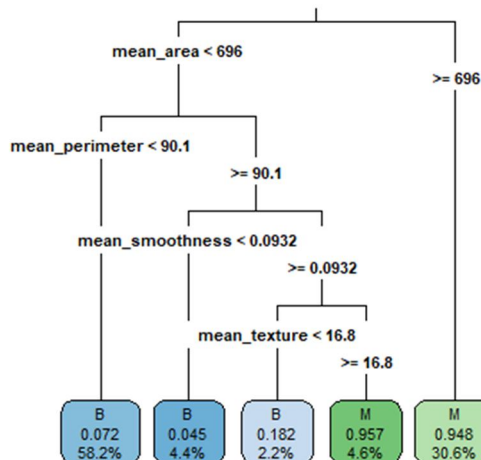 mean_area < 696
>= 696
mean_perimeter < 90.1
>= 90.1
mean_smoothness < 0.0932
>= 0.0932
mean_texture < 16.8
>= 16.8
B B B M M
0.072 0.045 0.182 0.957 0.948
58.2% 4.4% 2.2% 4.6% 30.6%